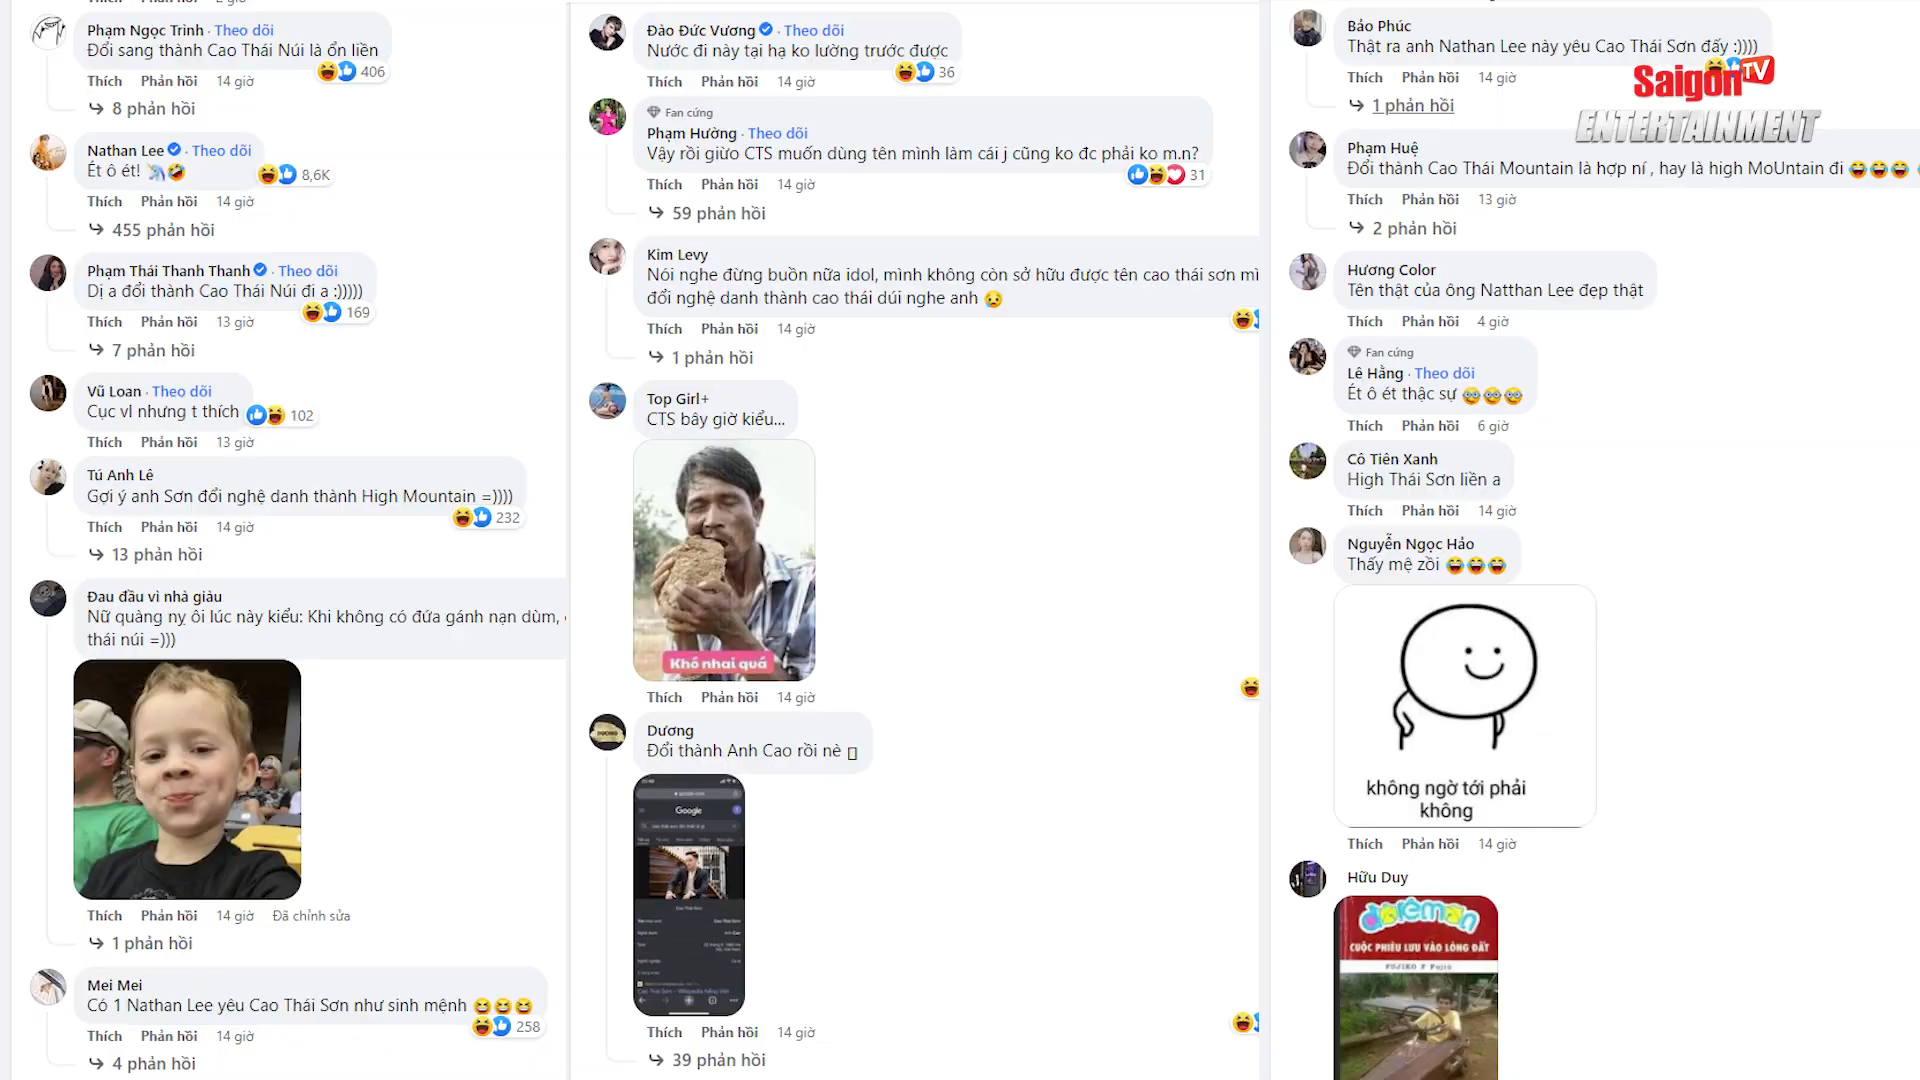 Phạm Ngọc Trinh · Theo dõi
Đổi sang thành Cao Thái Núi là ổn liền
406
Thích Phản hồi 14 giờ
8 phản hồi
Nathan Lee · Theo dõi
Ét ô ét! 🦄🤣
8,6K
Thích Phản hồi 14 giờ
455 phản hồi
Phạm Thái Thanh Thanh · Theo dõi
Dị a đổi thành Cao Thái Núi đi a :)))))
169
Thích Phản hồi 13 giờ
7 phản hồi
Vũ Loan · Theo dõi
Cục vl nhưng t thích
102
Thích Phản hồi 13 giờ
Tú Anh Lê
Gợi ý anh Sơn đổi nghệ danh thành High Mountain =))))
232
Thích Phản hồi 14 giờ
13 phản hồi
Đau đầu vì nhà giàu
Nữ quàng nỵ ôi lúc này kiểu: Khi không có đứa gánh nạn dùm,
thái núi =)))
Thích Phản hồi 14 giờ Đã chỉnh sửa
1 phản hồi
Mei Mei
Có 1 Nathan Lee yêu Cao Thái Sơn như sinh mệnh 😆😆😆
258
Thích Phản hồi 14 giờ
4 phản hồi
Đào Đức Vương · Theo dõi
Nước đi này tại hạ ko lường trước được
36
Thích Phản hồi 14 giờ
Fan cứng
Phạm Hường · Theo dõi
Vậy rồi giừo CTS muốn dùng tên mình làm cái j cũng ko đc phải ko m.n?
31
Thích Phản hồi 14 giờ
59 phản hồi
Kim Levy
Nói nghe đừng buồn nữa idol, mình không còn sở hữu được tên cao thái sơn mì
đổi nghệ danh thành cao thái dúi nghe anh 😥
Thích Phản hồi 14 giờ
1 phản hồi
Top Girl+
CTS bây giờ kiểu...
Khó nhai quá
Thích Phản hồi 14 giờ
Dương
Đổi thành Anh Cao rồi nè
Google
Thích Phản hồi 14 giờ
39 phản hồi
Bảo Phúc
Thật ra anh Nathan Lee này yêu Cao Thái Sơn đấy :))))
Thích Phản hồi 14 giờ
1 phản hồi
SaigonTV
ENTERTAINMENT
Phạm Huệ
Đổi thành Cao Thái Mountain là hợp ní , hay là high MoUntain đi 😂😂😂
Thích Phản hồi 13 giờ
2 phản hồi
Hương Color
Tên thật của ông Natthan Lee đẹp thật
Thích Phản hồi 4 giờ
Fan cứng
Lê Hằng · Theo dõi
Ét ô ét thậc sự 🤓🤓🤓
Thích Phản hồi 6 giờ
Cô Tiên Xanh
High Thái Sơn liền a
Thích Phản hồi 14 giờ
Nguyễn Ngọc Hảo
Thấy mệ zồi 😂😂😂
không ngờ tới phải
không
Thích Phản hồi 14 giờ
Hữu Duy
đorêmon
CUỘC PHIÊU LƯU VÀO LÒNG ĐẤT
FUJIKO F Fujio